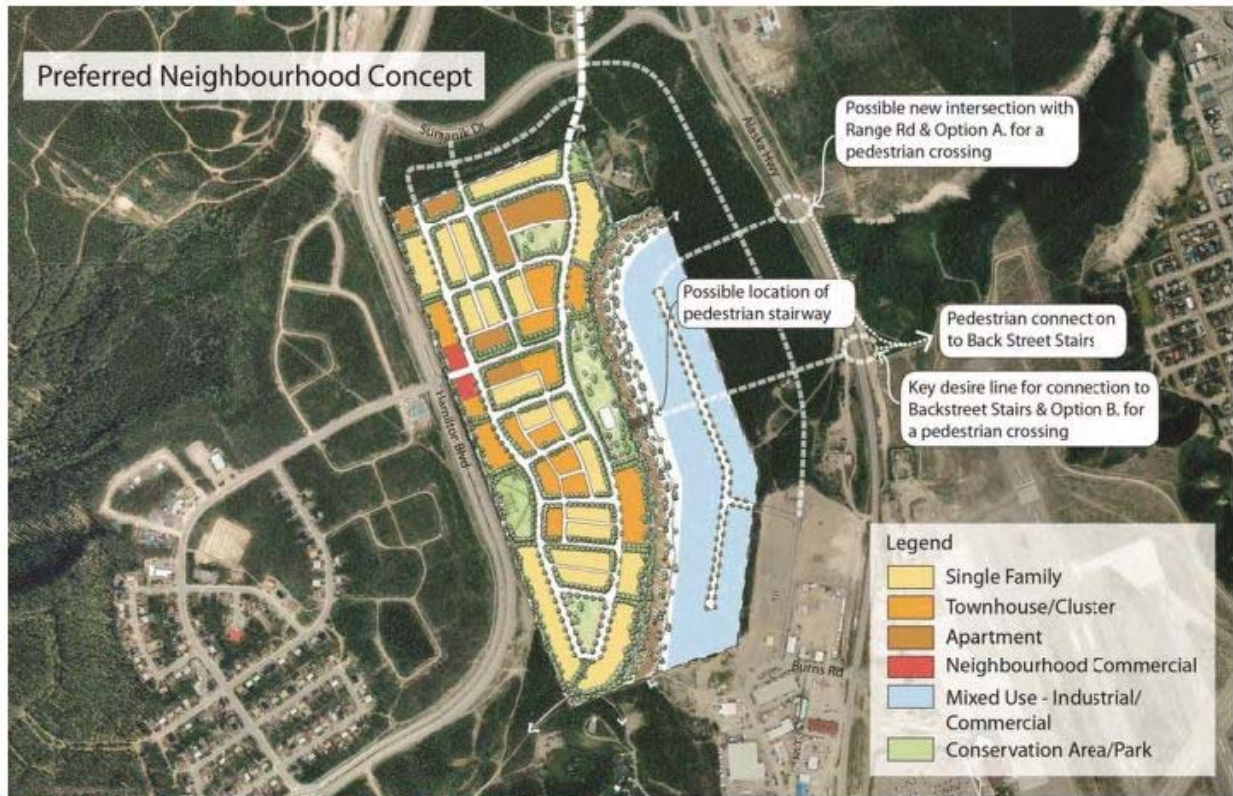 Preferred Neighbourhood Concept
Sumanik Dr
Alaska Hwy
Possible new intersection with
Range Rd & Option A. for a
pedestrian crossing
Possible location of
pedestrian stairway
Pedestrian connection
to Back Street Stairs
Key desire line for connection to
Backstreet Stairs & Option B. for
a pedestrian crossing
Hamilton Blvd
Burns Rd
Legend
Single Family
Townhouse/Cluster
Apartment
Neighbourhood Commercial
Mixed Use - Industrial/
Commercial
Conservation Area/Park